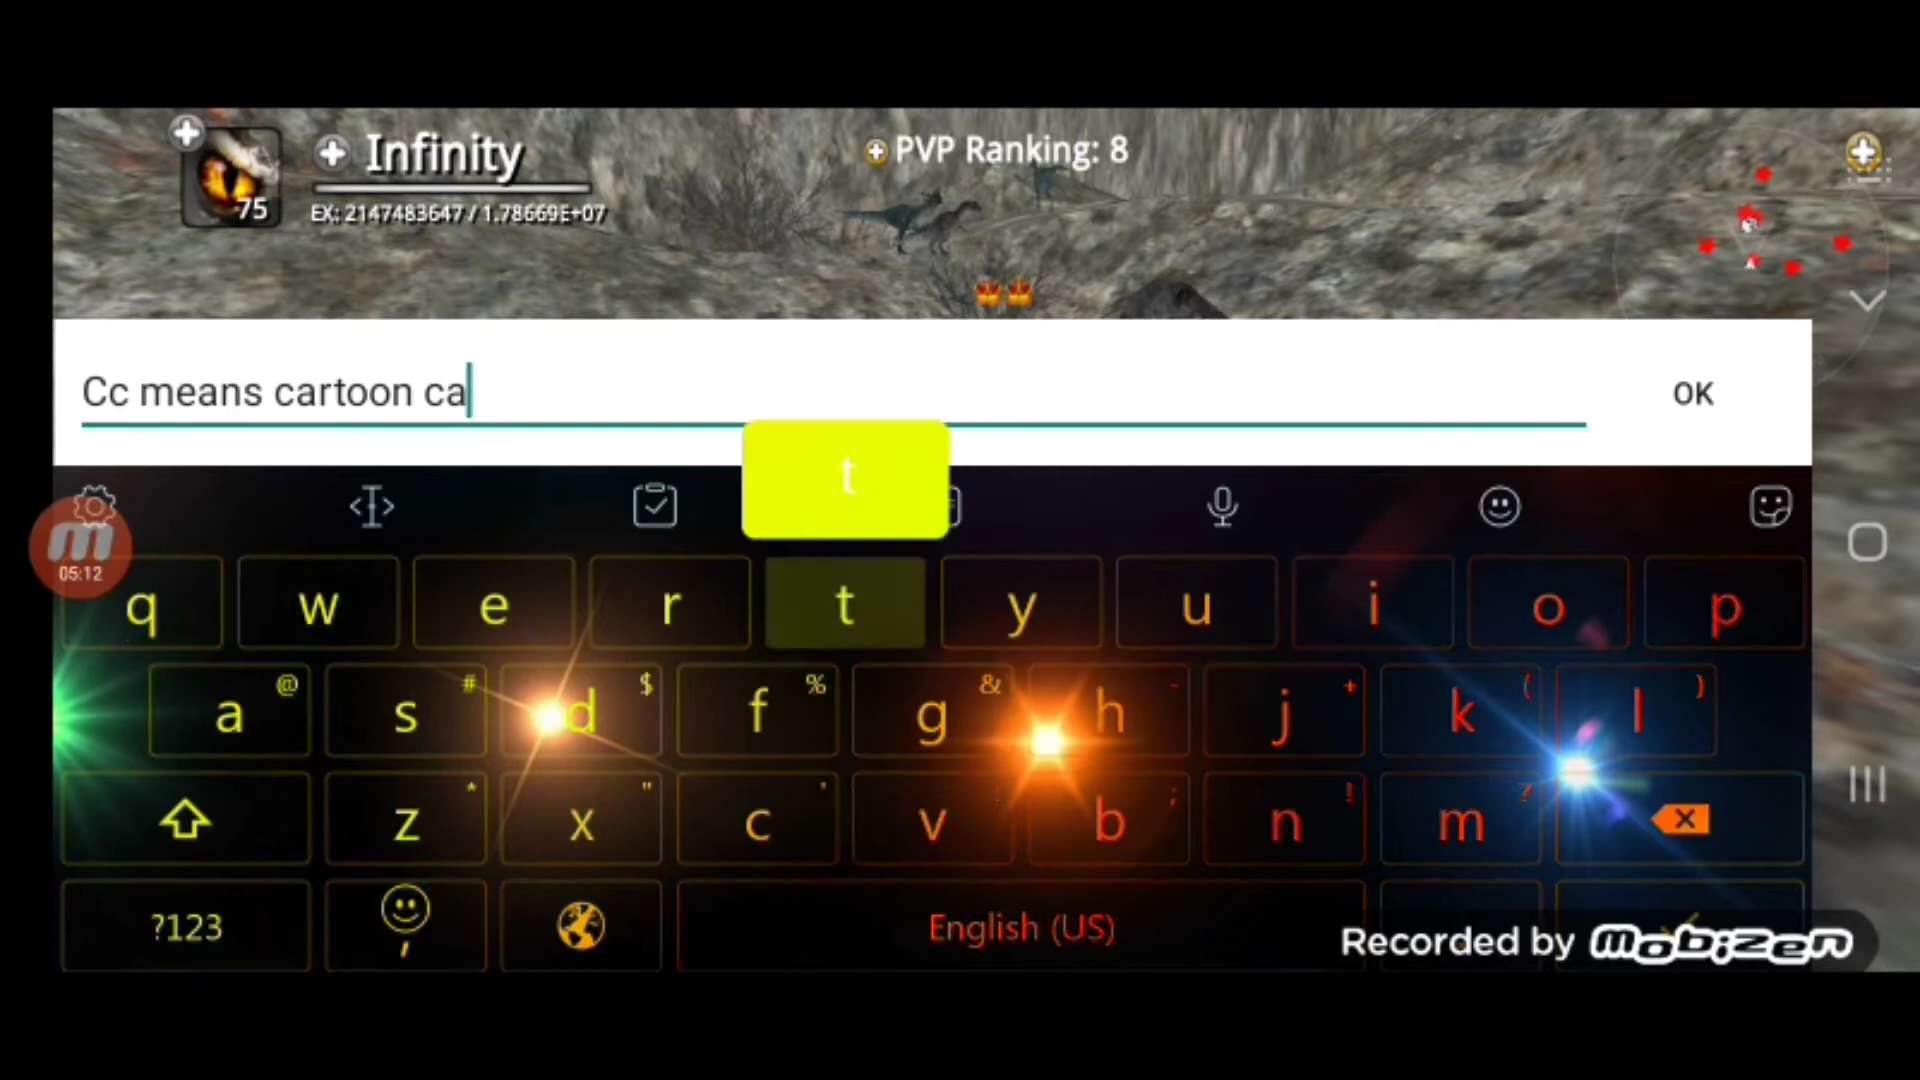 Infinity
PVP Ranking: 8
75
EX: 2147483647 / 1.78669E+07
Cc means cartoon ca
OK
t
05:12
q w e r t y u i o p
@ # $ % & - + ( )
a s d f g h j k l
* " ' : ; ! ?
z x c v b n m
?123 , English (US)
Recorded by mobizen